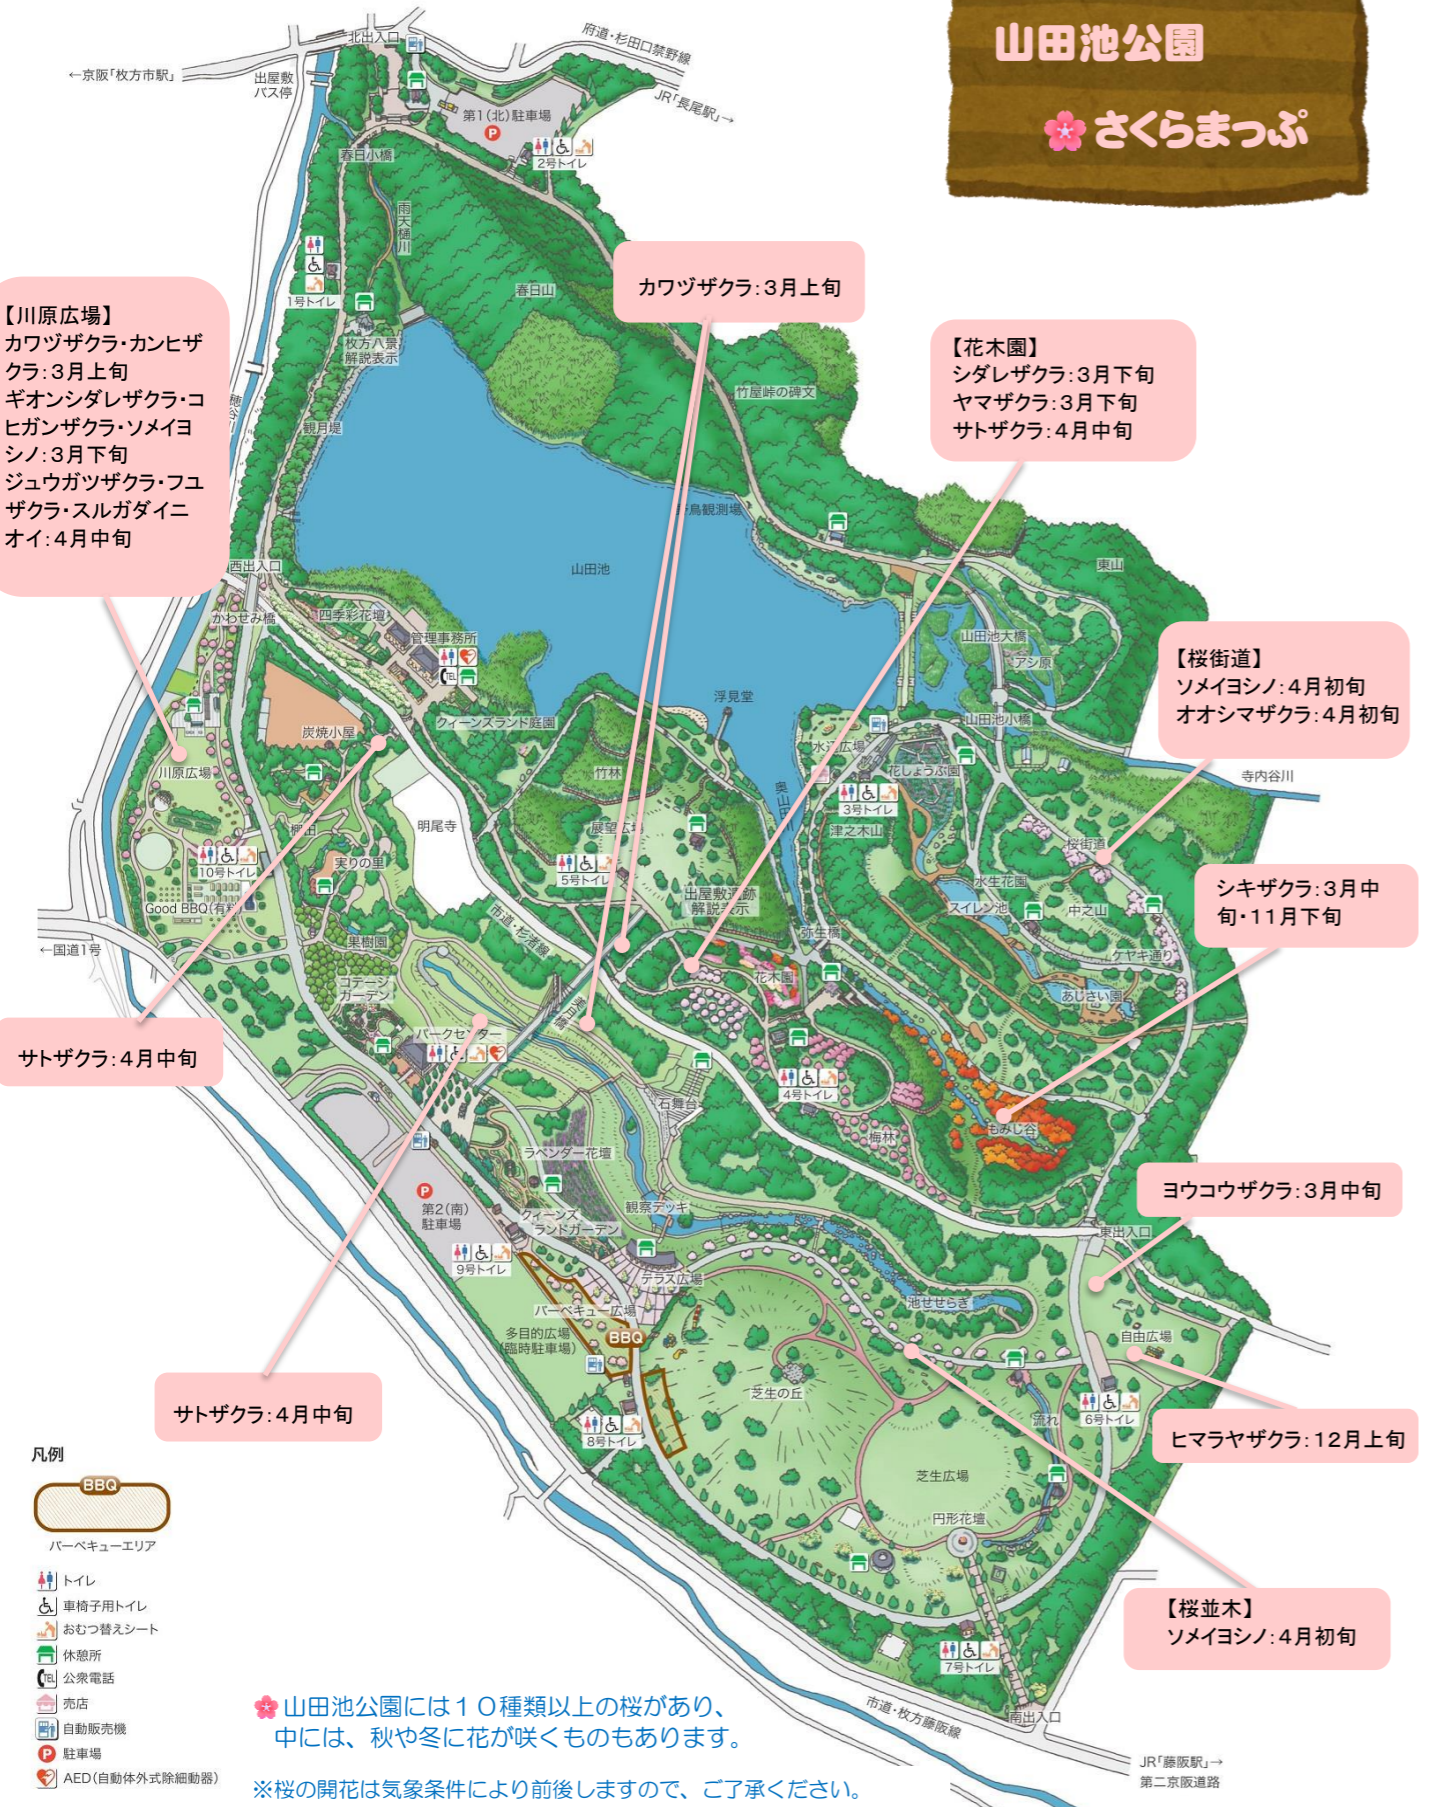 山田池公園
さくらまっぷ
北出入口
府道・杉田口禁野線
←京阪「枚方市駅」
出屋敷
バス停
JR「長尾駅」→
第1(北)駐車場
P
2号トイレ
春日小橋
雨天樋川
1号トイレ
春日山
枚方八景
解説表示
穂谷川
観月堤
竹屋峠の碑文
カワヅザクラ:3月上旬
【川原広場】
カワヅザクラ・カンヒザ
クラ:3月上旬
ギオンシダレザクラ・コ
ヒガンザクラ・ソメイヨ
シノ:3月下旬
ジュウガツザクラ・フユ
ザクラ・スルガダイニ
オイ:4月中旬
【花木園】
シダレザクラ:3月下旬
ヤマザクラ:3月下旬
サトザクラ:4月中旬
鳥観測場
山田池
東山
西出入口
かわせみ橋
四季彩花壇
管理事務所
TEL
山田池大橋
アシ原
【桜街道】
ソメイヨシノ:4月初旬
オオシマザクラ:4月初旬
浮見堂
クィーンズランド庭園
山田池小橋
炭焼小屋
水辺広場
花しょうぶ園
寺内谷川
川原広場
竹林
奥山田川
3号トイレ
明尾寺
展望広場
津之木山
桜街道
棚田
実りの里
10号トイレ
5号トイレ
水生花園
シキザクラ:3月中
旬・11月下旬
Good BBQ(有料)
出屋敷遺跡
解説表示
スイレン池
中之山
市道・杉渚線
弥生橋
←国道1号
果樹園
ケヤキ通り
花木園
コテージ
ガーデン
あじさい園
美月橋
パークセンター
サトザクラ:4月中旬
4号トイレ
石舞台
もみじ谷
梅林
ラベンダー花壇
ヨウコウザクラ:3月中旬
P
第2(南)
駐車場
観察デッキ
クィーンズ
ランドガーデン
東出入口
9号トイレ
テラス広場
池せせらぎ
バーベキュー広場
多目的広場
(臨時駐車場)
BBQ
自由広場
芝生の丘
サトザクラ:4月中旬
6号トイレ
流れ
8号トイレ
ヒマラヤザクラ:12月上旬
芝生広場
円形花壇
【桜並木】
ソメイヨシノ:4月初旬
7号トイレ
市道・枚方藤阪線
南出入口
JR「藤阪駅」→
第二京阪道路
凡例
BBQ
バーベキューエリア
トイレ
車椅子用トイレ
おむつ替えシート
休憩所
TEL 公衆電話
売店
自動販売機
P 駐車場
AED(自動体外式除細動器)
山田池公園には10種類以上の桜があり、
中には、秋や冬に花が咲くものもあります。
※桜の開花は気象条件により前後しますので、ご了承ください。